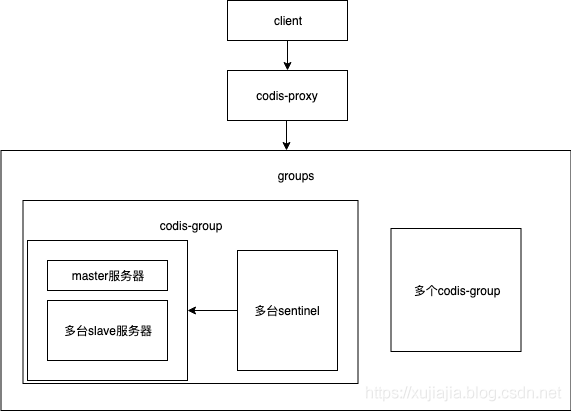 client
codis-proxy
groups
codis-group
master服务器
多台slave服务器
多台sentinel
多个codis-group
https://xujiajia.blog.csdn.net